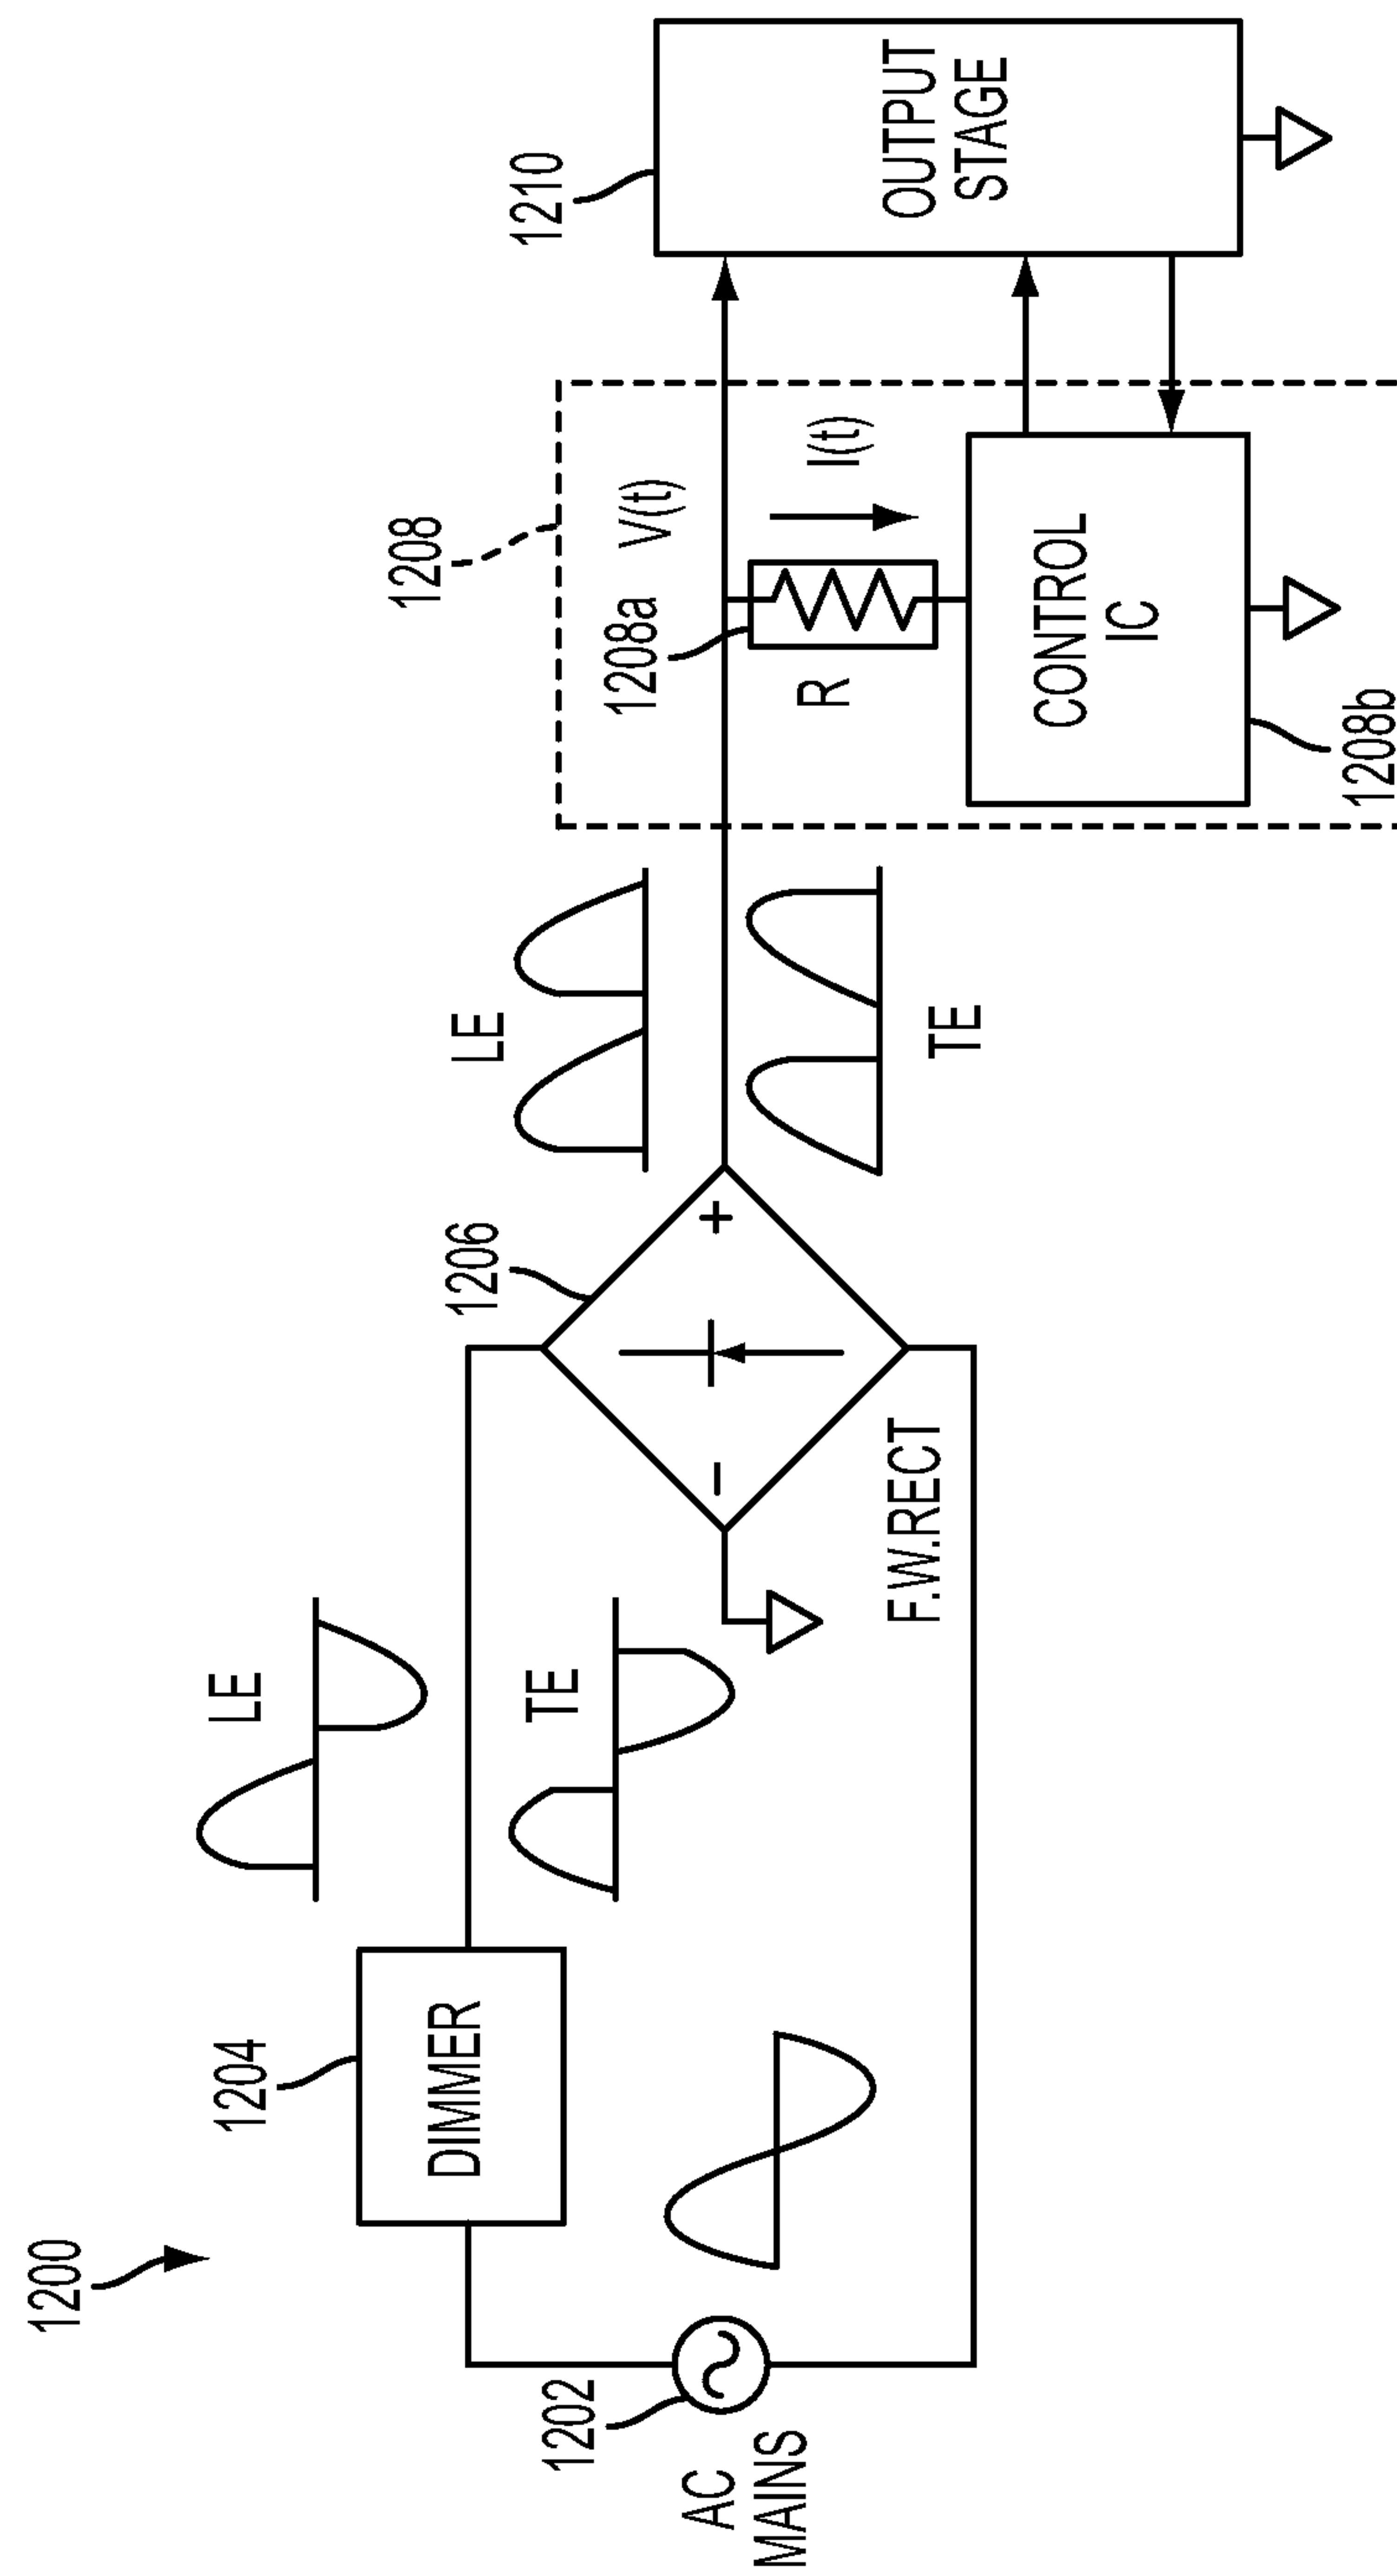 1200
1202
AC
MAINS
1204
DIMMER
LE
TE
1206
−
+
F.W.RECT
LE
TE
1208
1208a
V(t)
I(t)
R
CONTROL
IC
1208b
1210
OUTPUT
STAGE